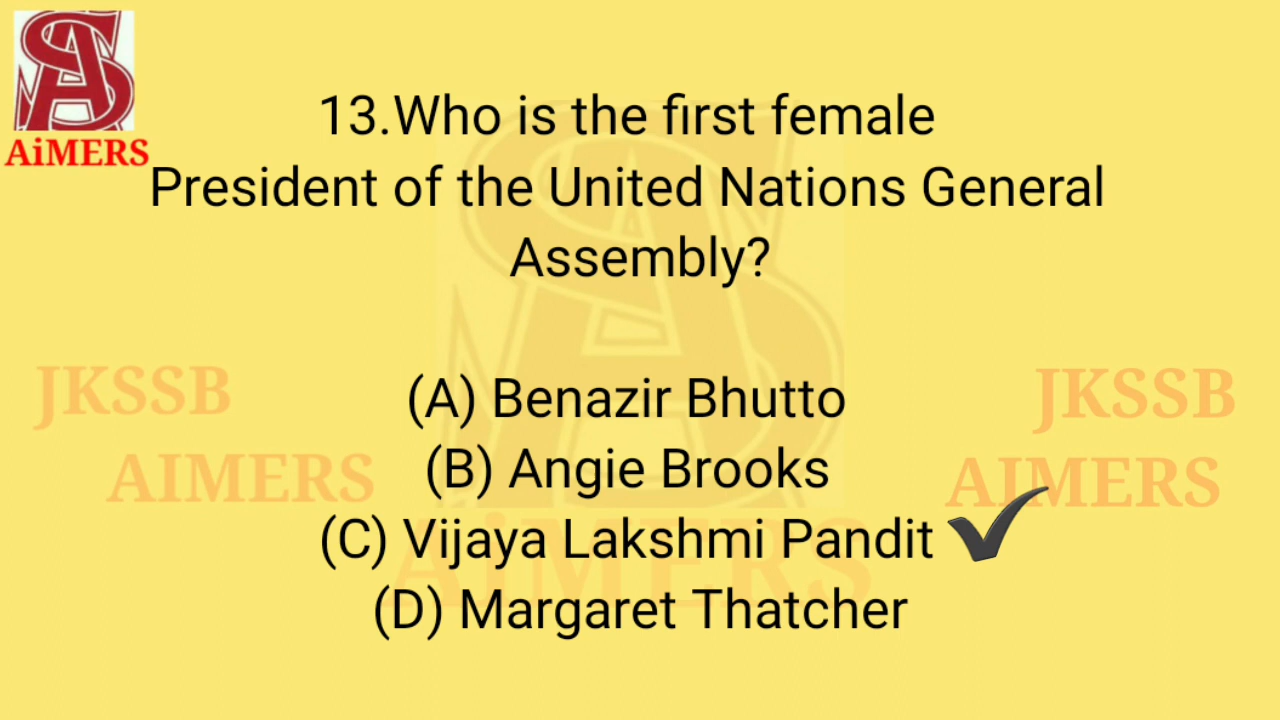 AiMERS
13.Who is the first female
President of the United Nations General
Assembly?
(A) Benazir Bhutto
(B) Angie Brooks
(C) Vijaya Lakshmi Pandit
(D) Margaret Thatcher
JKSSB
AIMERS
JKSSB
AIMERS
AiMERS